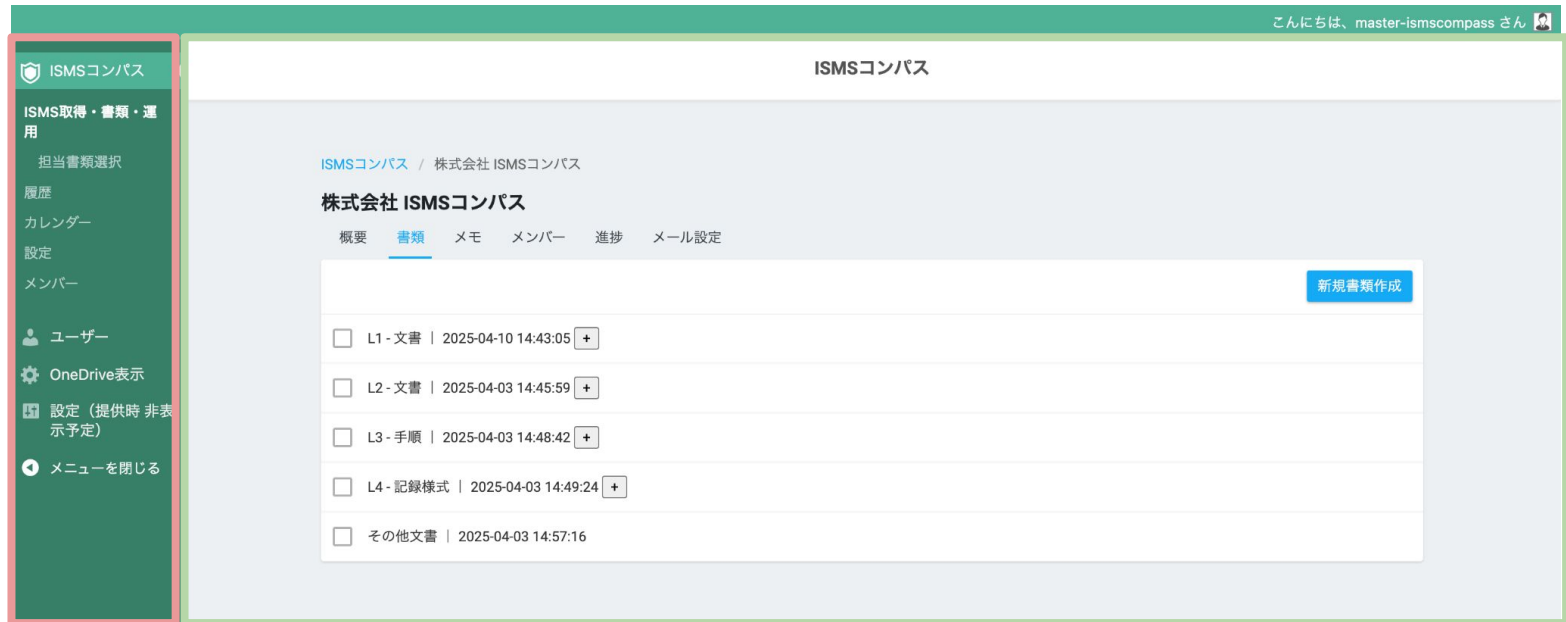 こんにちは、master-ismscompass さん
ISMSコンパス
ISMS取得・書類・運
用
担当書類選択
履歴
カレンダー
設定
メンバー
ユーザー
OneDrive表示
設定（提供時 非表
示予定）
メニューを閉じる
ISMSコンパス
ISMSコンパス / 株式会社 ISMSコンパス
株式会社 ISMSコンパス
概要 書類 メモ メンバー 進捗 メール設定
新規書類作成
L1 - 文書 | 2025-04-10 14:43:05 +
L2 - 文書 | 2025-04-03 14:45:59 +
L3 - 手順 | 2025-04-03 14:48:42 +
L4 - 記録様式 | 2025-04-03 14:49:24 +
その他文書 | 2025-04-03 14:57:16